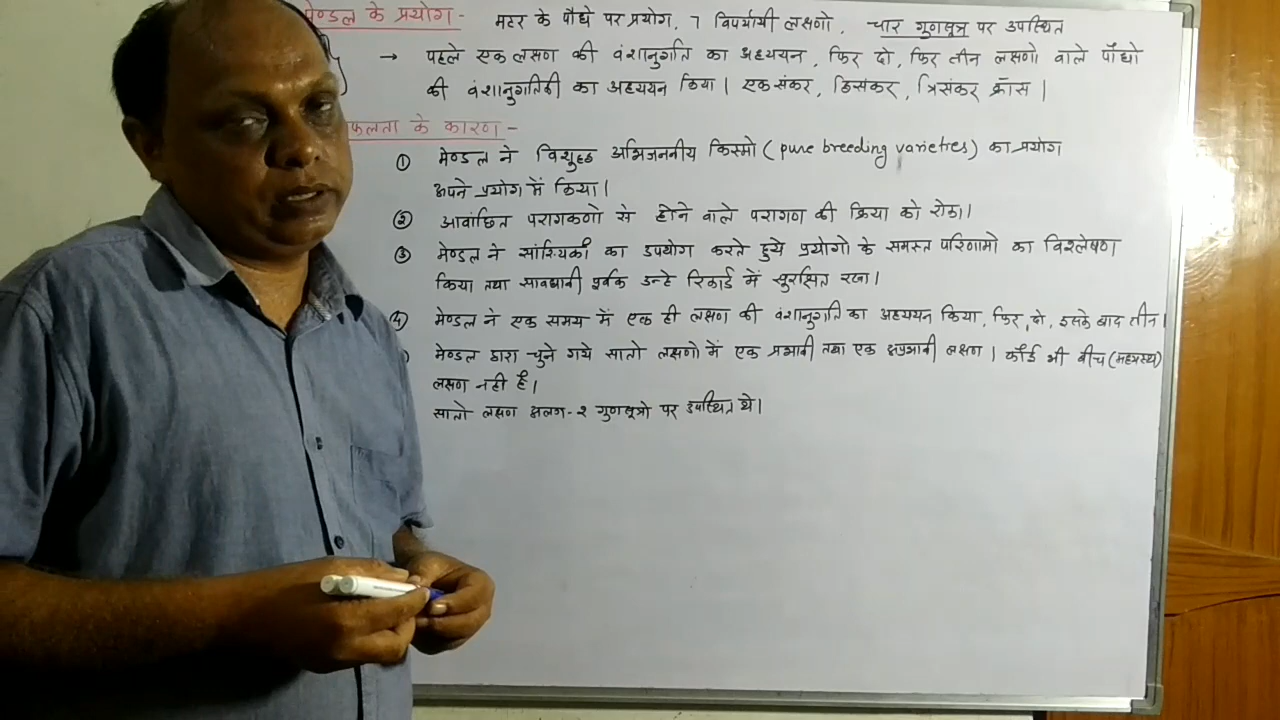 मेण्डल के प्रयोग - मटर के पौधे पर प्रयोग, 7 विपर्यायी लक्षणो, चार गुणसूत्र पर उपस्थित
→ पहले एक लक्षण की वंशानुगति का अध्ययन, फिर दो, फिर तीन लक्षणो वाले पौधो
की वंशानुगतिकी का अध्ययन किया। एकसंकर, द्विसंकर, त्रिसंकर क्रॉस।
फलता के कारण -
① मेण्डल ने विशुद्ध अभिजननीय किस्मो (pure breeding varieties) का प्रयोग
अपने प्रयोग में किया।
② आवांछित परागकणो से होने वाले परागण की क्रिया को रोका।
③ मेण्डल ने सांख्यिकी का उपयोग करते हुये प्रयोगो के समस्त परिणामो का विश्लेषण
किया तथा सावधानी पूर्वक उन्हे रिकार्ड में सुरक्षित रखा।
④ मेण्डल ने एक समय में एक ही लक्षण की वंशानुगति का अध्ययन किया, फिर दो, इसके बाद तीन।
मेण्डल द्वारा चुने गये सातो लक्षणो में एक प्रभावी तथा एक अप्रभावी लक्षण। कोई भी बीच (मध्यस्थ)
लक्षण नही है।
सातो लक्षण अलग-२ गुणसूत्रो पर उपस्थित थे।